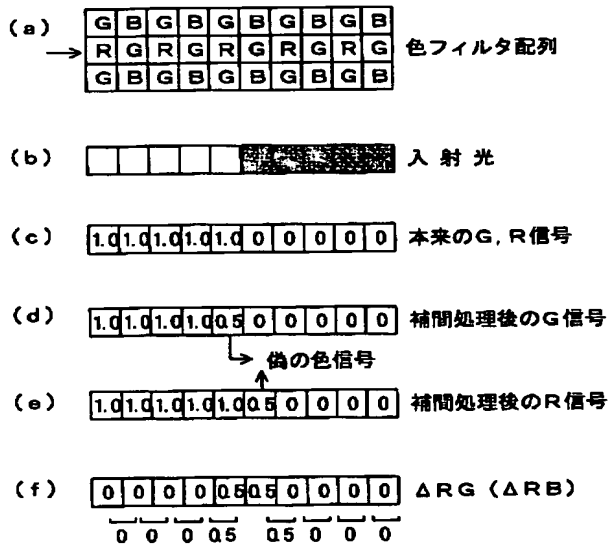 G B G B G B G B G B
(a) R G R G R G R G R G 色フィルタ配列
G B G B G B G B G B
(b) 入射光
(c) 1.0 1.0 1.0 1.0 1.0 0 0 0 0 0 本来のG, R信号
(d) 1.0 1.0 1.0 1.0 0.5 0 0 0 0 0 補間処理後のG信号
偽の色信号
(e) 1.0 1.0 1.0 1.0 1.0 0.5 0 0 0 0 補間処理後のR信号
(f) 0 0 0 0 0.5 0.5 0 0 0 0 ΔRG (ΔRB)
0 0 0 0.5 0.5 0 0 0